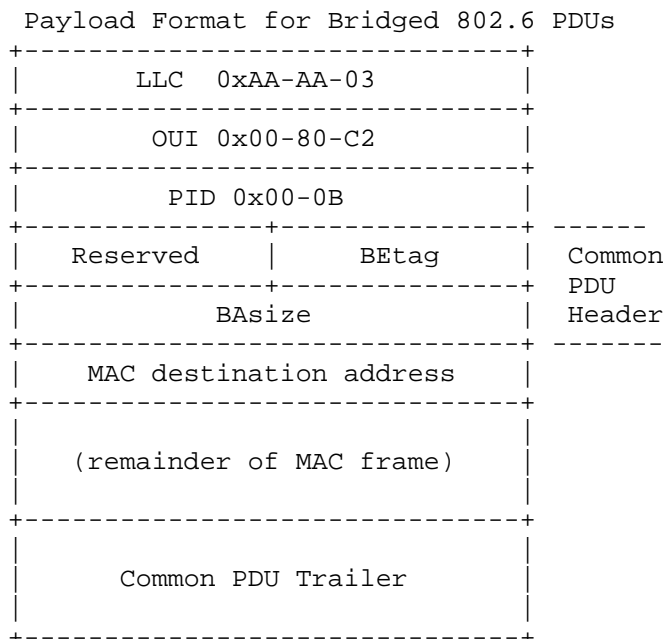 Payload Format for Bridged 802.6 PDUs
LLC 0xAA-AA-03
OUI 0x00-80-C2
PID 0x00-0B
Reserved BEtag Common
PDU
BAsize Header
MAC destination address
(remainder of MAC frame)
Common PDU Trailer